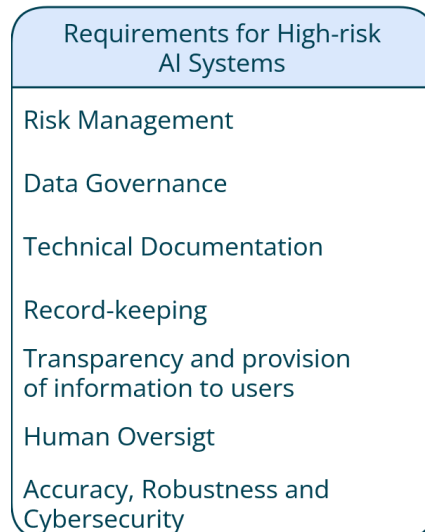 Requirements for High-risk
AI Systems
Risk Management
Data Governance
Technical Documentation
Record-keeping
Transparency and provision
of information to users
Human Oversigt
Accuracy, Robustness and
Cybersecurity